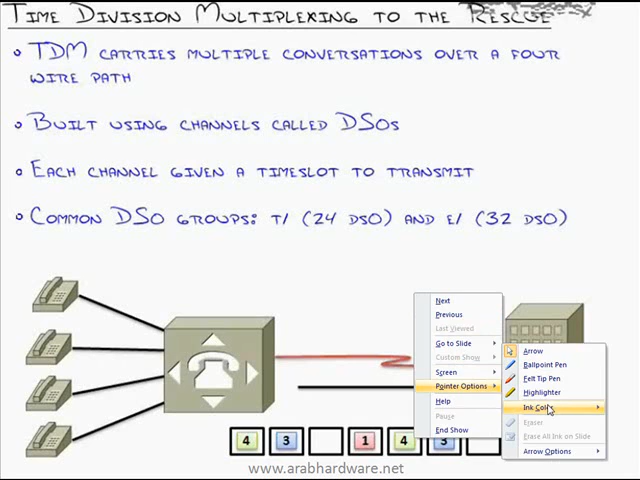 Time Division Multiplexing to the Rescue
TDM carries multiple conversations over a four
wire path
Built using channels called DS0s
Each channel given a timeslot to transmit
Common DS0 groups: T1 (24 DS0) and E1 (32 DS0)
Next
Previous
Last Viewed
Go to Slide
Custom Show
Screen
Pointer Options
Help
Pause
End Show
Arrow
Ballpoint Pen
Felt Tip Pen
Highlighter
Ink Color
Eraser
Erase All Ink on Slide
Arrow Options
4 3 1 4 3
www.arabhardware.net